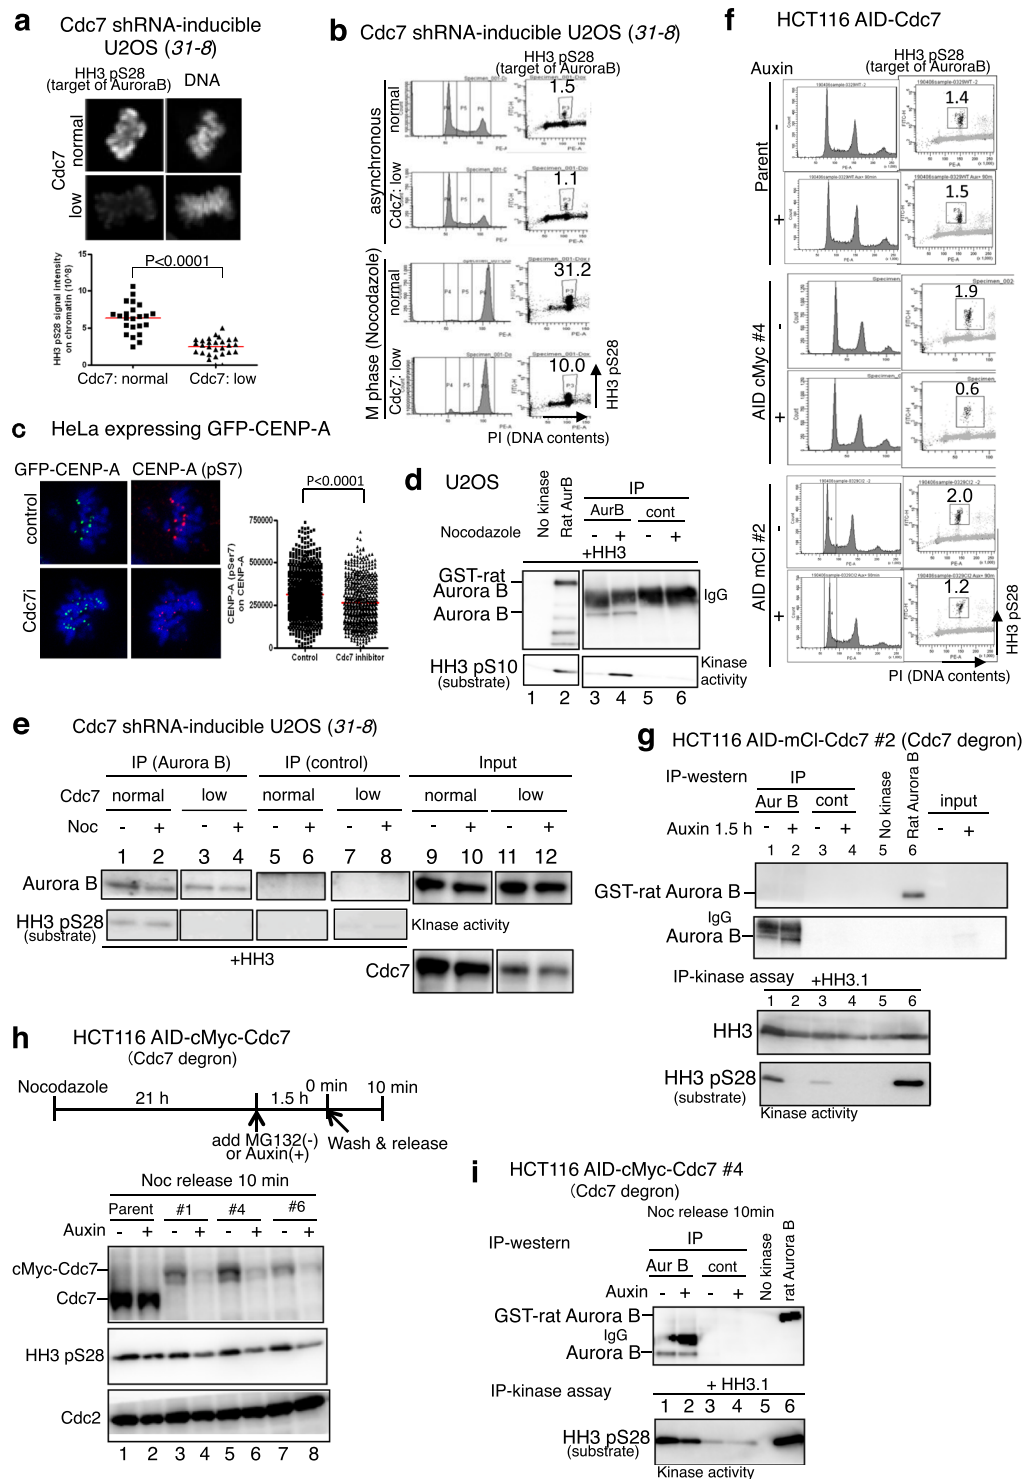 a
Cdc7 shRNA-inducible
U2OS (31-8)
HH3 pS28
(target of AuroraB)
DNA
Cdc7
normal
low
P<0.0001
HH3 pS28 signal intensity
on chromatin (10^8)
15
10
5
0
Cdc7: normal
Cdc7: low
b
Cdc7 shRNA-inducible U2OS (31-8)
HH3 pS28
(target of AuroraB)
asynchronous
normal
1.5
Cdc7: low
1.1
M phase (Nocodazole)
normal
31.2
Cdc7: low
10.0
HH3 pS28
PI (DNA contents)
c
HeLa expressing GFP-CENP-A
GFP-CENP-A
CENP-A (pS7)
control
Cdc7i
P<0.0001
CENP-A (pSer7)
on CENP-A
750000
500000
250000
0
Control
Cdc7 inhibitor
d
U2OS
No kinase
Rat AurB
IP
AurB
cont
Nocodazole
- + - +
+HH3
GST-rat
Aurora B
Aurora B
IgG
HH3 pS10
(substrate)
Kinase
activity
1 2 3 4 5 6
e
Cdc7 shRNA-inducible U2OS (31-8)
IP (Aurora B)
IP (control)
Input
Cdc7
normal
low
normal
low
normal
low
Noc
- + - + - + - + - + - +
1 2 3 4 5 6 7 8 9 10 11 12
Aurora B
HH3 pS28
(substrate)
KInase activity
+HH3
Cdc7
f
HCT116 AID-Cdc7
HH3 pS28
(target of AuroraB)
Auxin
Parent
-
1.4
+
1.5
AID cMyc #4
-
1.9
+
0.6
AID mCl #2
-
2.0
+
1.2
HH3 pS28
PI (DNA contents)
g
HCT116 AID-mCl-Cdc7 #2 (Cdc7 degron)
IP-western
IP
Aur B
cont
No kinase
Rat Aurora B
input
Auxin 1.5 h
- + - + - +
1 2 3 4 5 6
GST-rat Aurora B
IgG
Aurora B
IP-kinase assay
+HH3.1
1 2 3 4 5 6
HH3
HH3 pS28
(substrate)
Kinase activity
h
HCT116 AID-cMyc-Cdc7
(Cdc7 degron)
Nocodazole
0 min
10 min
21 h
1.5 h
add MG132(-)
or Auxin(+)
Wash & release
Noc release 10 min
Parent
#1
#4
#6
Auxin
- + - + - + - +
cMyc-Cdc7
Cdc7
HH3 pS28
Cdc2
1 2 3 4 5 6 7 8
i
HCT116 AID-cMyc-Cdc7 #4
(Cdc7 degron)
Noc release 10min
IP-western
IP
Aur B
cont
No kinase
rat Aurora B
Auxin
- + - +
GST-rat Aurora B
IgG
Aurora B
IP-kinase assay
+ HH3.1
1 2 3 4 5 6
HH3 pS28
(substrate)
Kinase activity